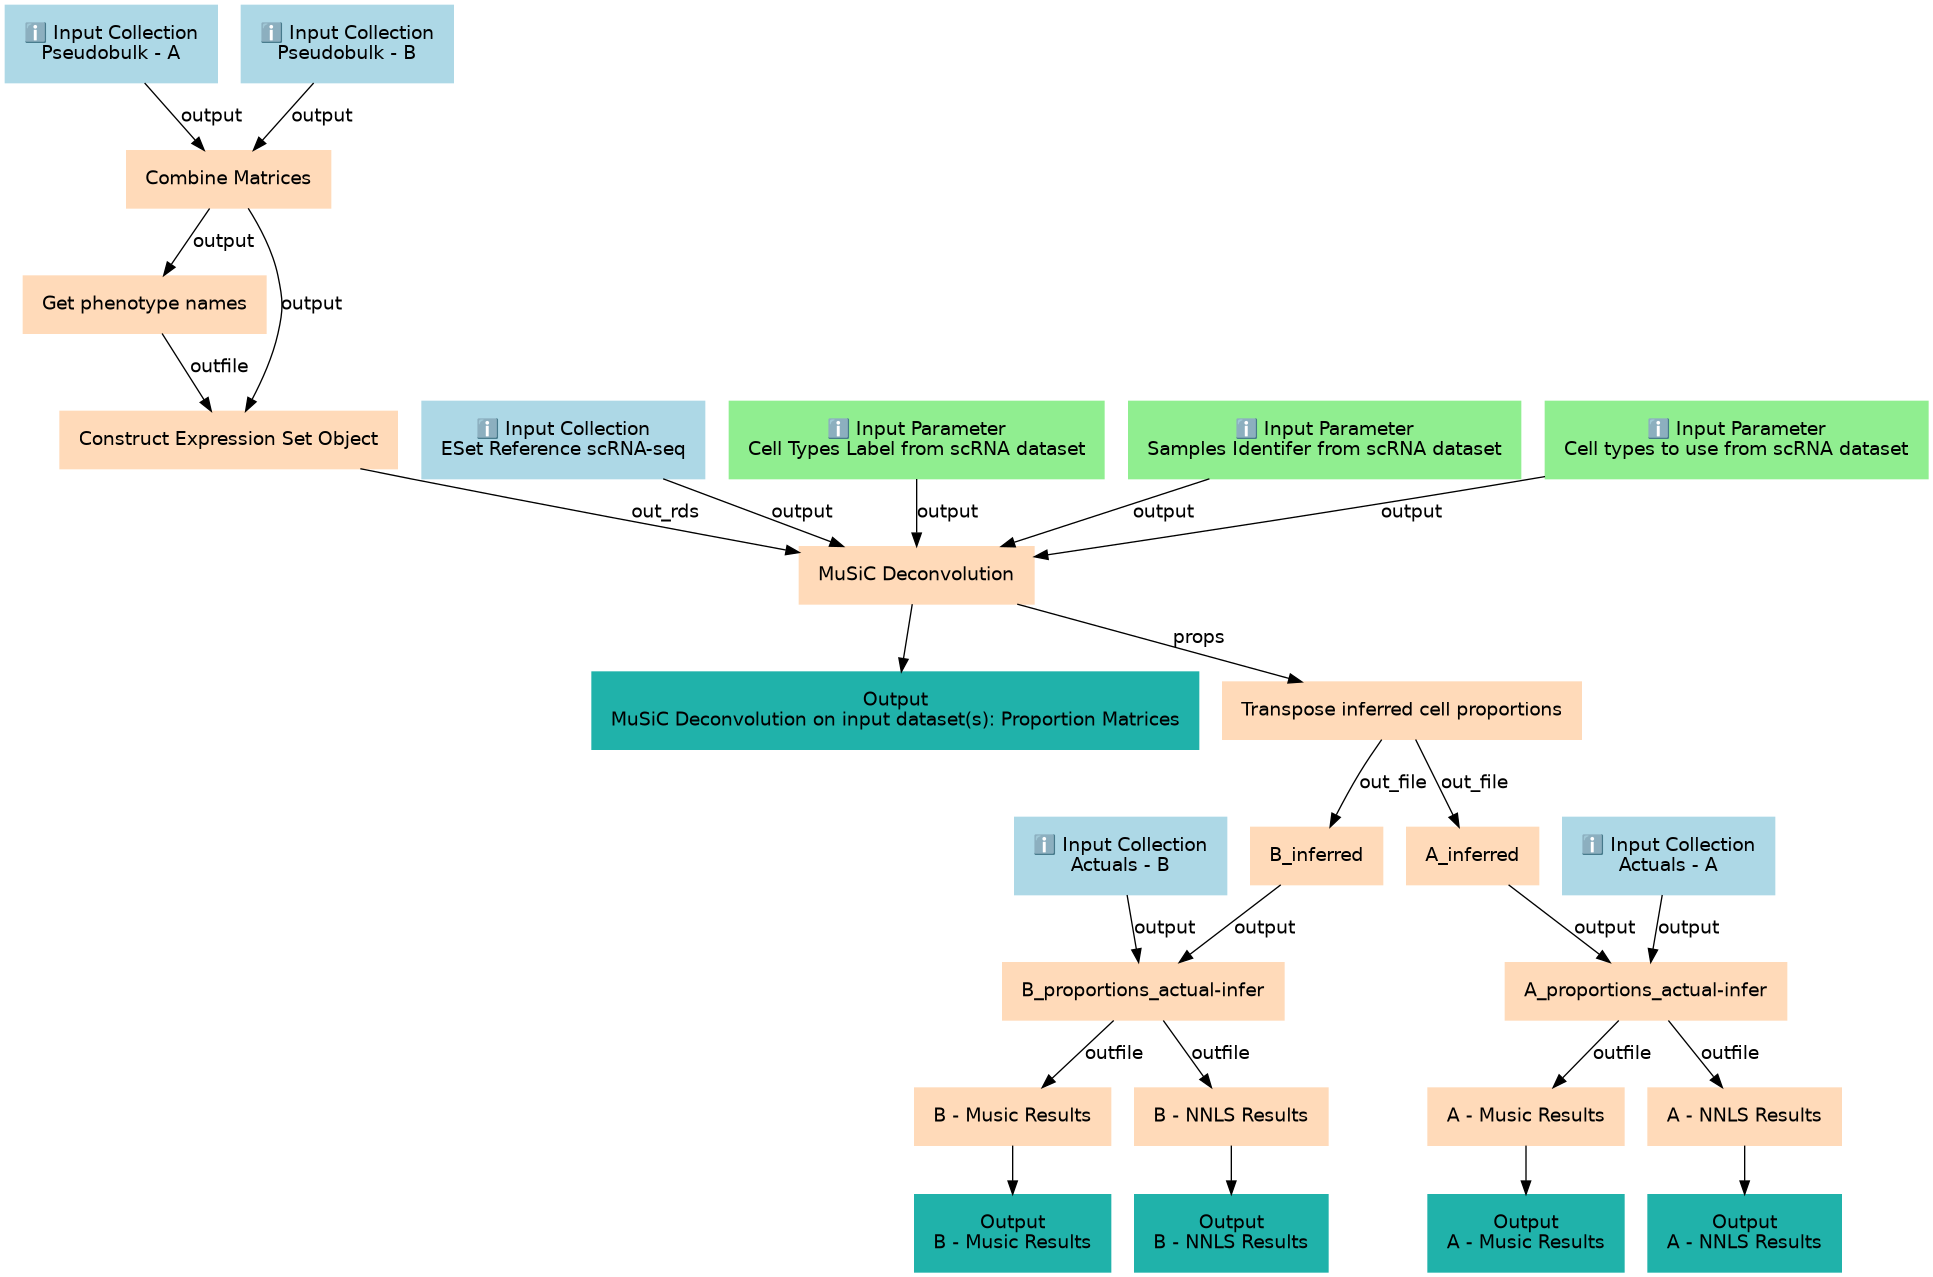 ℹ️ Input Collection
Pseudobulk - A
ℹ️ Input Collection
Pseudobulk - B
output
output
Combine Matrices
output
Get phenotype names
output
outfile
Construct Expression Set Object
ℹ️ Input Collection
ESet Reference scRNA-seq
ℹ️ Input Parameter
Cell Types Label from scRNA dataset
ℹ️ Input Parameter
Samples Identifer from scRNA dataset
ℹ️ Input Parameter
Cell types to use from scRNA dataset
out_rds
output
output
output
output
MuSiC Deconvolution
props
Output
MuSiC Deconvolution on input dataset(s): Proportion Matrices
Transpose inferred cell proportions
out_file
out_file
ℹ️ Input Collection
Actuals - B
B_inferred
A_inferred
ℹ️ Input Collection
Actuals - A
output
output
output
output
B_proportions_actual-infer
A_proportions_actual-infer
outfile
outfile
outfile
outfile
B - Music Results
B - NNLS Results
A - Music Results
A - NNLS Results
Output
B - Music Results
Output
B - NNLS Results
Output
A - Music Results
Output
A - NNLS Results